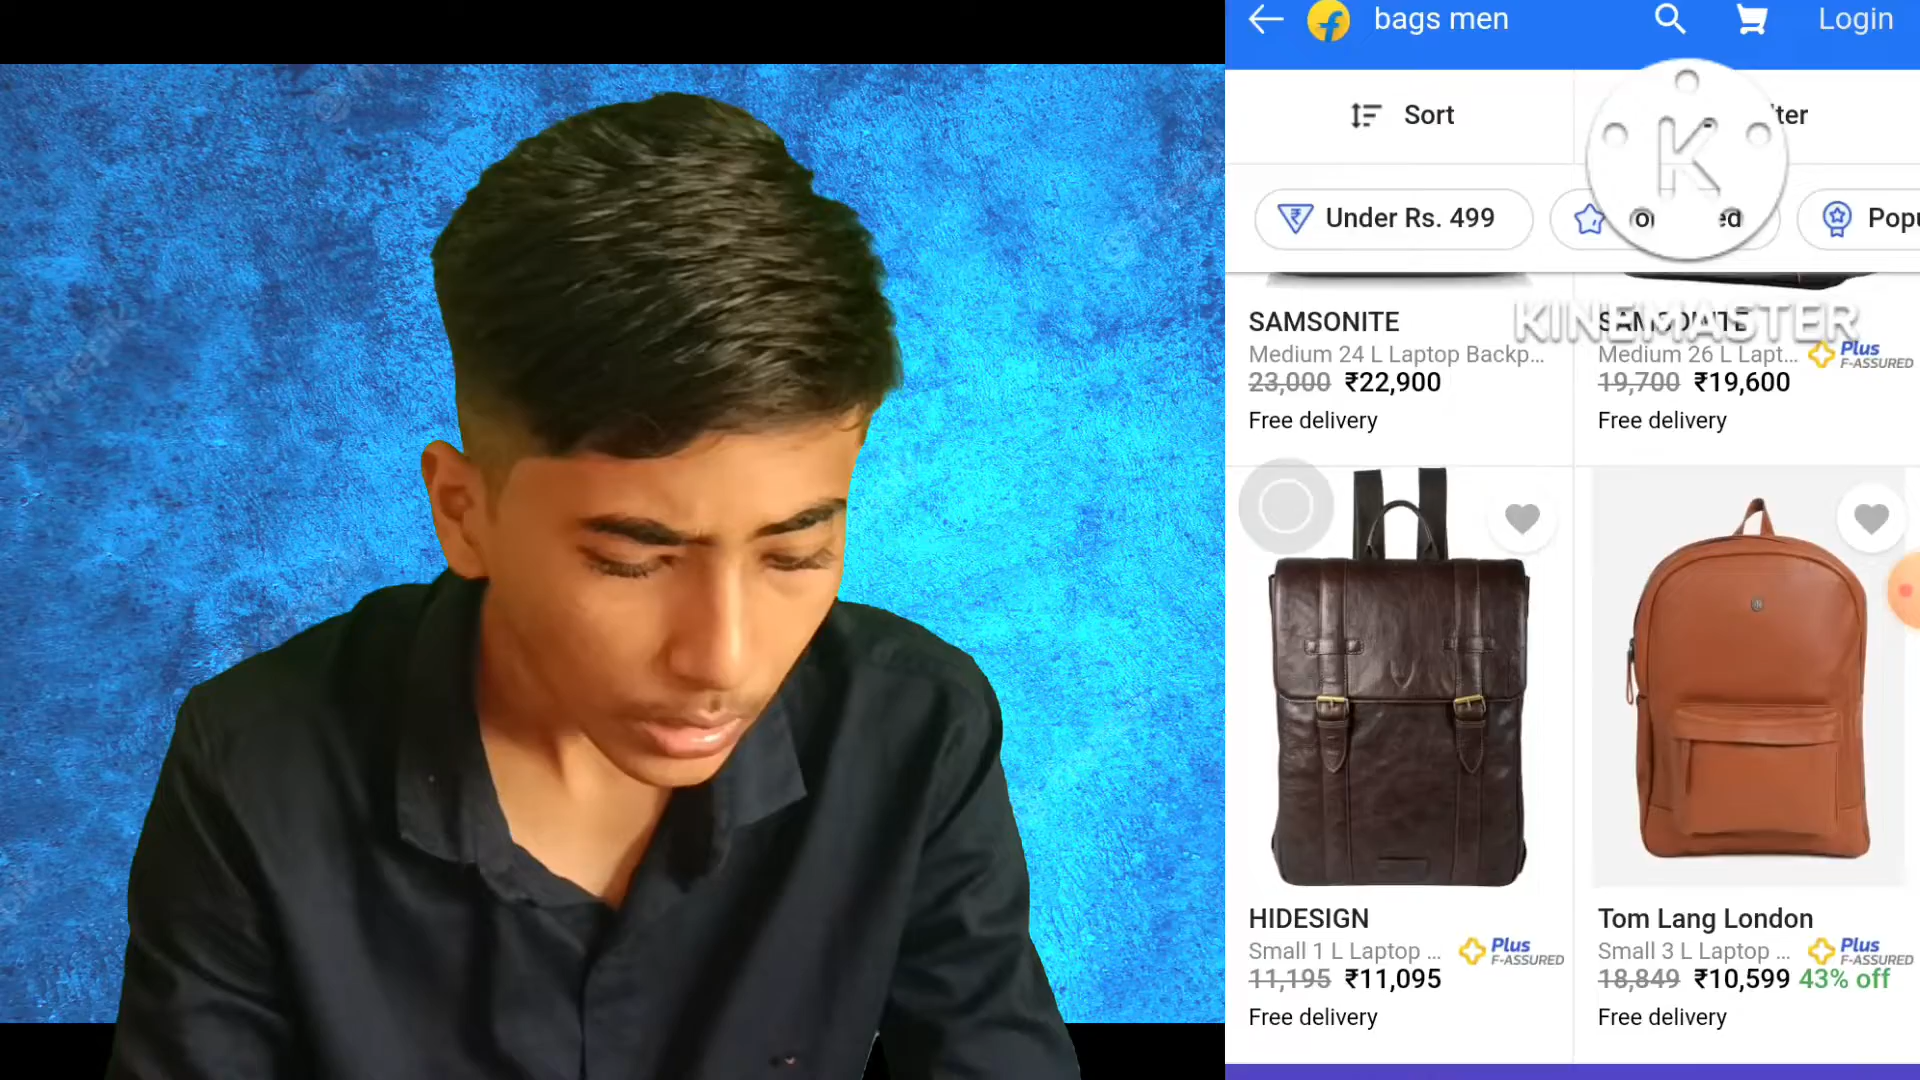 bags men
Login
Sort
ter
Under Rs. 499
Popu
KINEMASTER
SAMSONITE
Medium 24 L Laptop Backp...
23,000 ₹22,900
Free delivery
SAMSONITE
Medium 26 L Lapt...
Plus
F-ASSURED
19,700 ₹19,600
Free delivery
HIDESIGN
Small 1 L Laptop ...
Plus
F-ASSURED
11,195 ₹11,095
Free delivery
Tom Lang London
Small 3 L Laptop ...
Plus
F-ASSURED
18,849 ₹10,599 43% off
Free delivery